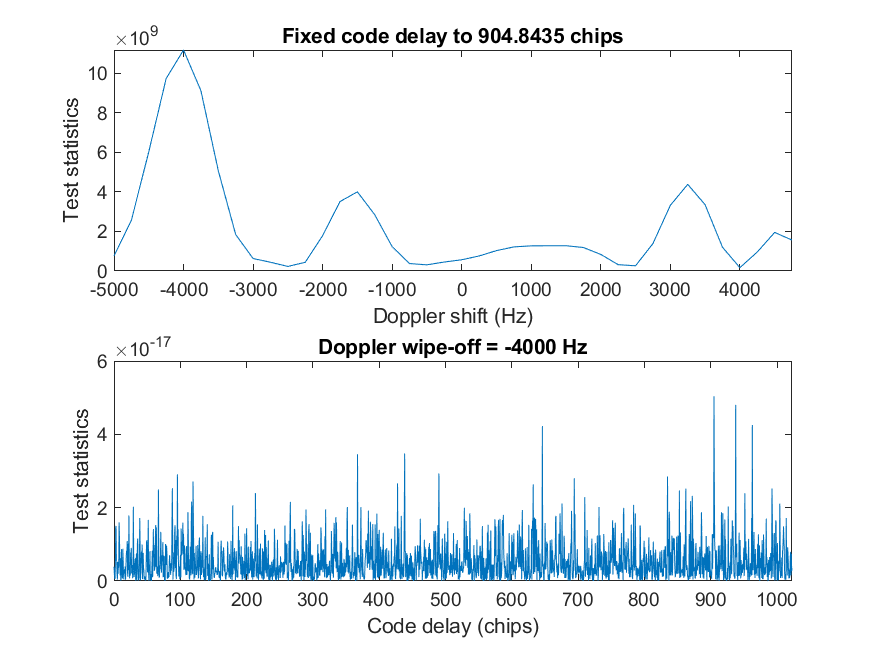 ×10⁹
Fixed code delay to 904.8435 chips
10
8
6
4
2
0
Test statistics
-5000 -4000 -3000 -2000 -1000 0 1000 2000 3000 4000
Doppler shift (Hz)
×10⁻¹⁷
Doppler wipe-off = -4000 Hz
6
4
2
0
Test statistics
0 100 200 300 400 500 600 700 800 900 1000
Code delay (chips)